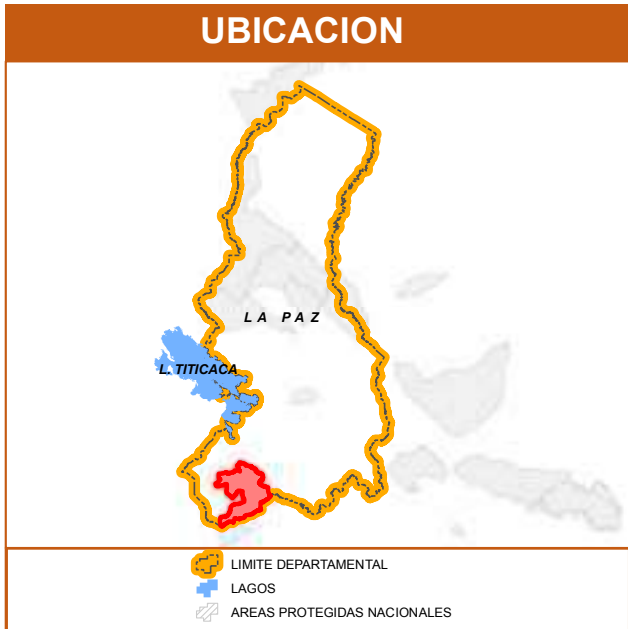 UBICACION
L A P A Z
L. TITICACA
LIMITE DEPARTAMENTAL
LAGOS
AREAS PROTEGIDAS NACIONALES